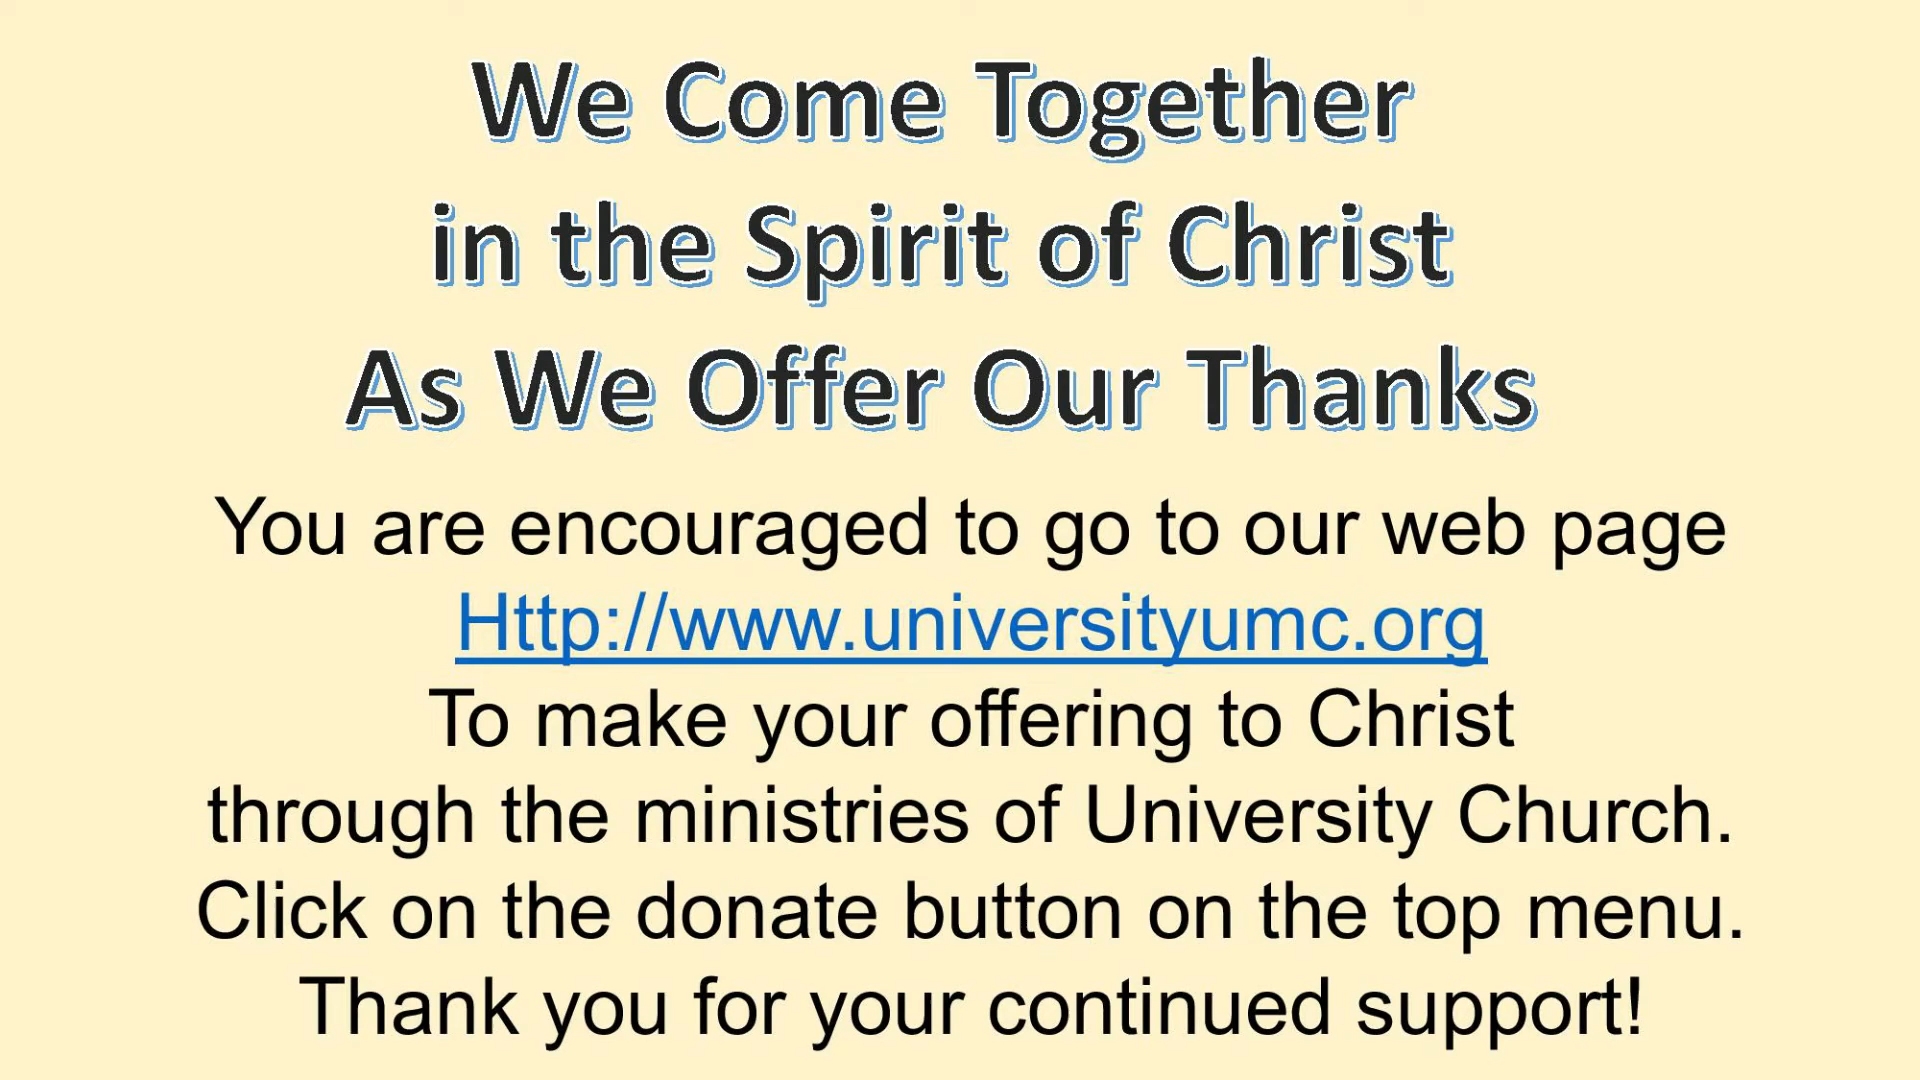 We Come Together
in the Spirit of Christ
As We Offer Our Thanks
You are encouraged to go to our web page
Http://www.universityumc.org
To make your offering to Christ
through the ministries of University Church.
Click on the donate button on the top menu.
Thank you for your continued support!